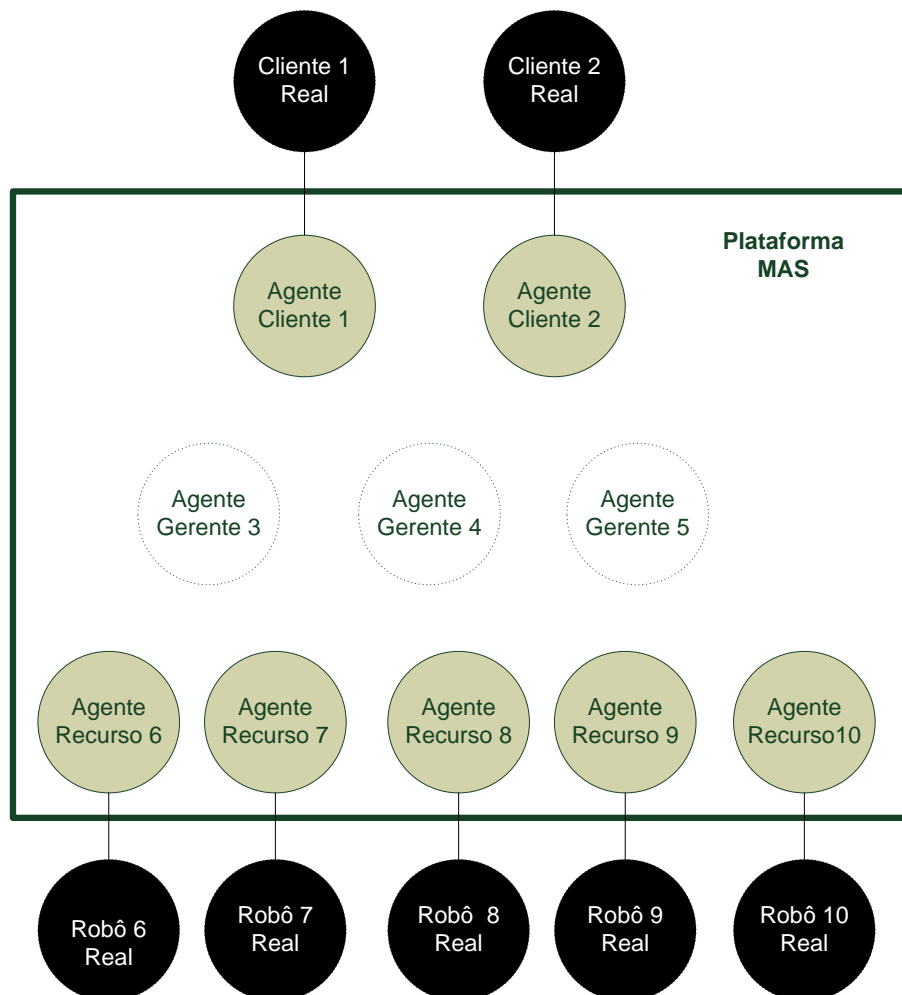 Cliente 1
Real
Cliente 2
Real
Plataforma
MAS
Agente
Cliente 1
Agente
Cliente 2
Agente
Gerente 3
Agente
Gerente 4
Agente
Gerente 5
Agente
Recurso 6
Agente
Recurso 7
Agente
Recurso 8
Agente
Recurso 9
Agente
Recurso10
Robô 6
Real
Robô 7
Real
Robô  8
Real
Robô 9
Real
Robô 10
Real